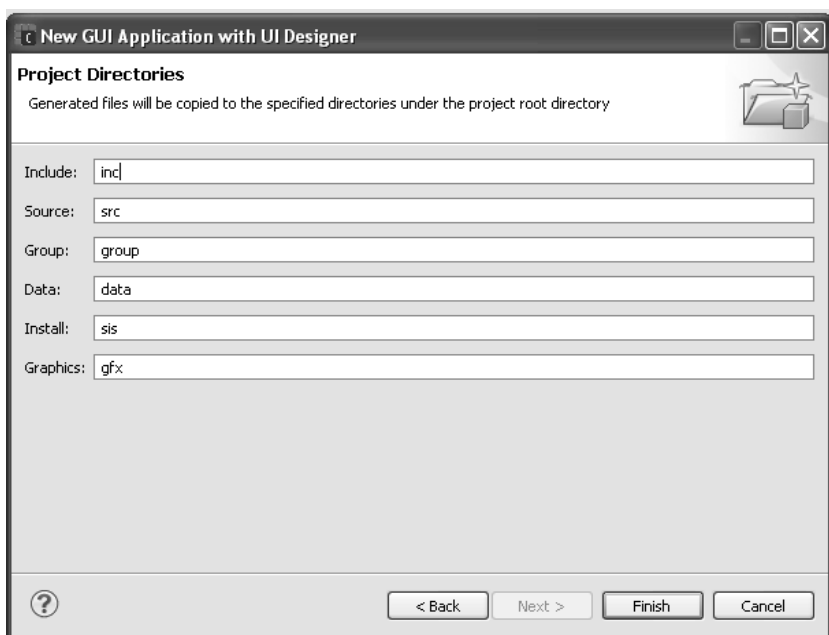 New GUI Application with UI Designer
Project Directories
Generated files will be copied to the specified directories under the project root directory
Include: inc
Source: src
Group: group
Data: data
Install: sis
Graphics: gfx
? < Back Next > Finish Cancel